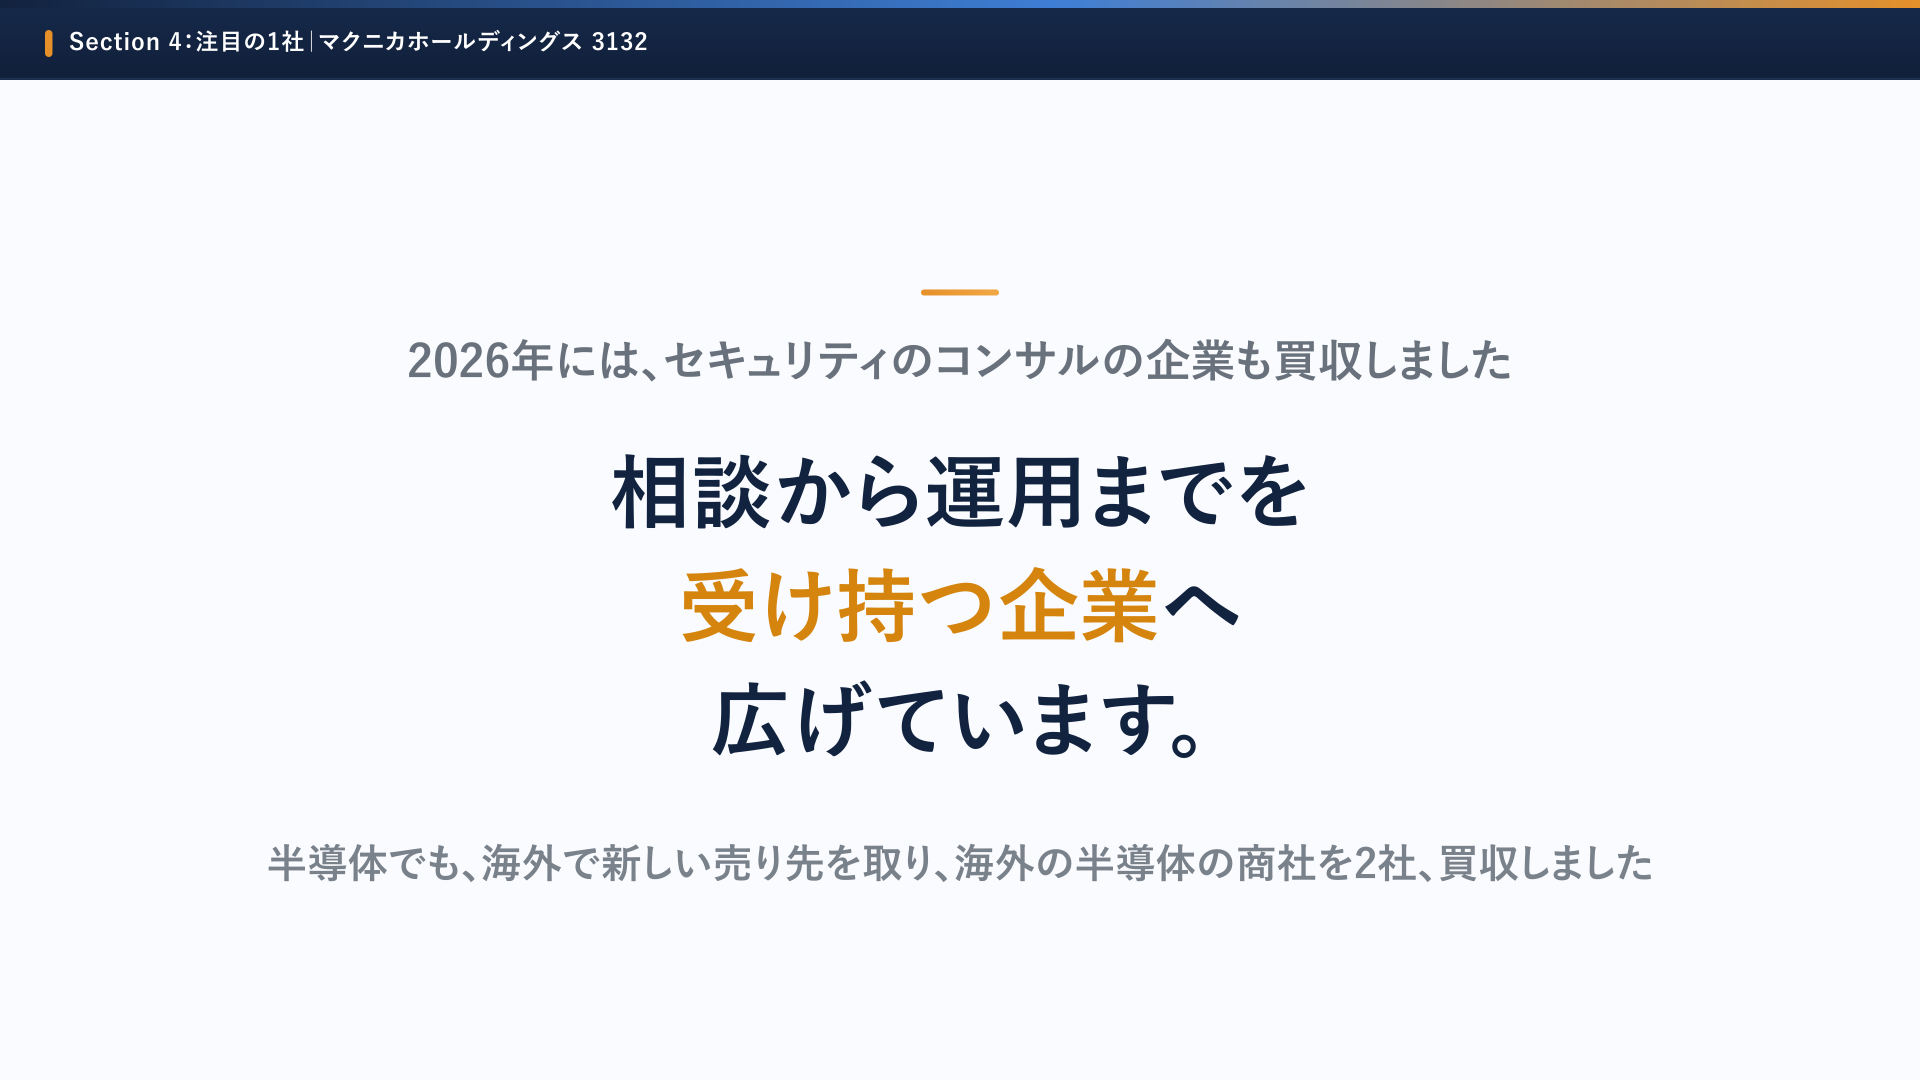 Section 4：注目の1社｜マクニカホールディングス 3132
2026年には、セキュリティのコンサルの企業も買収しました
相談から運用までを
受け持つ企業へ
広げています。
半導体でも、海外で新しい売り先を取り、海外の半導体の商社を2社、買収しました